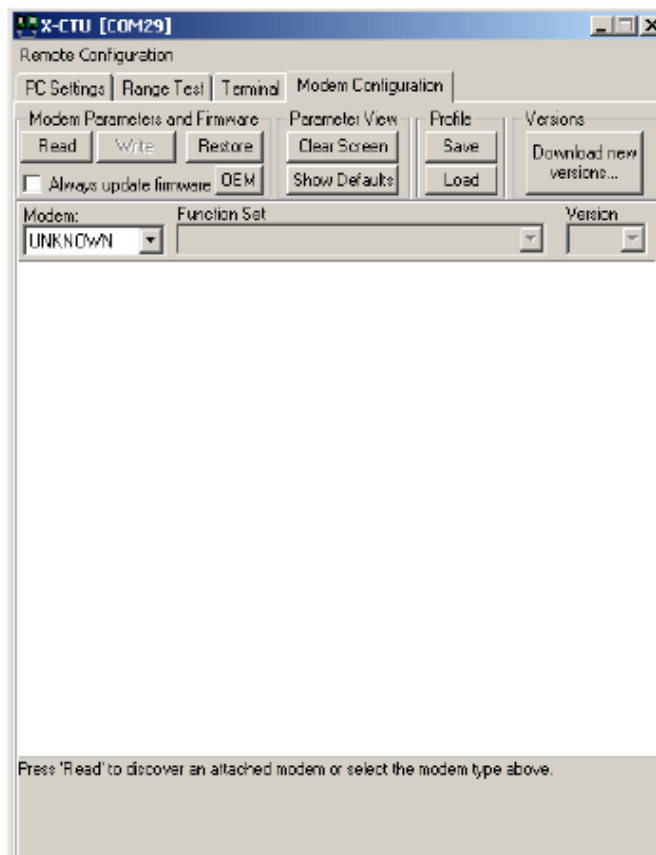 X-CTU [COM29]
Remote Configuration
PC Settings Range Test Terminal Modem Configuration
Modem Parameters and Firmware Parameter View Profile Versions
Read Write Restore Clear Screen Save Download new versions...
Always update firmware OEM Show Defaults Load
Modem: Function Set Version
UNKNOWN
Press 'Read' to discover an attached modem or select the modem type above.